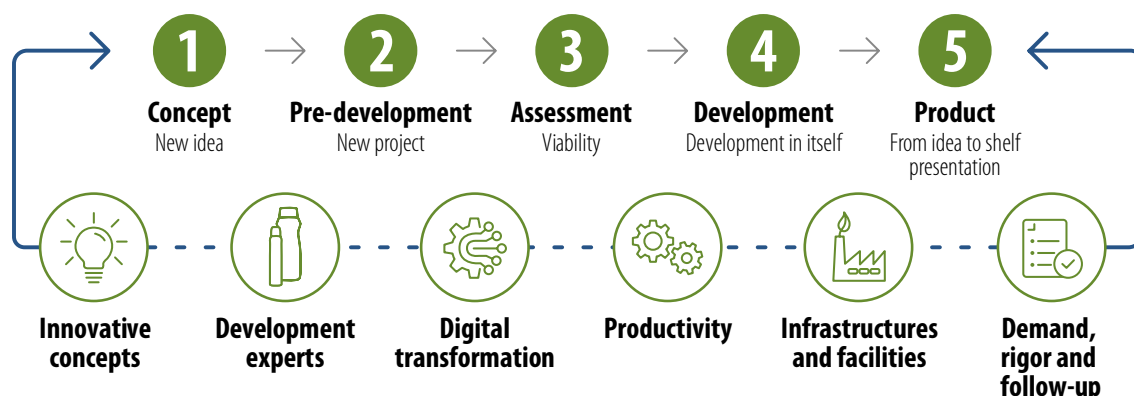 1 2 3 4 5
Concept Pre-development Assessment Development Product
New idea New project Viability Development in itself From idea to shelf
presentation
Innovative Development Digital Productivity Infrastructures Demand,
concepts experts transformation and facilities rigor and
follow-up